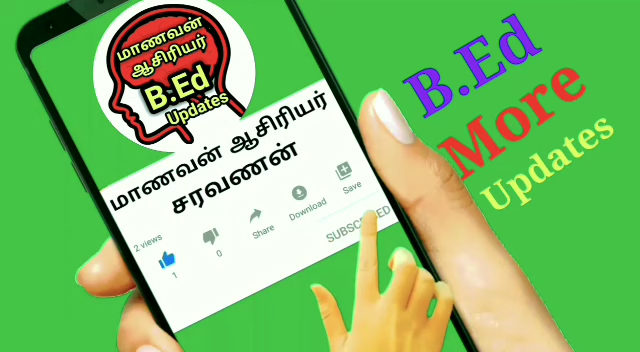 மாணவன்
ஆசிரியர்
B.Ed
Updates
மாணவன் ஆசிரியர்
சரவணன்
2 views
1
0
Share
Download
Save
SUBSCRIBED
B.Ed
More
Updates